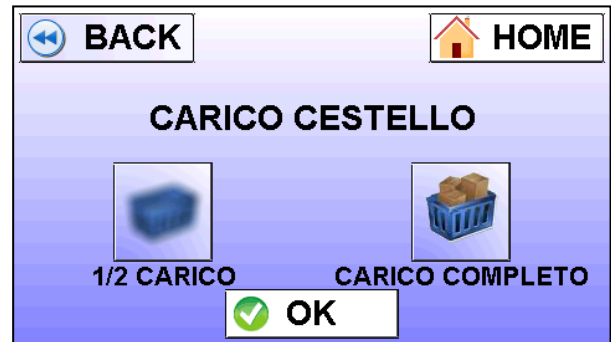 BACK
HOME
CARICO CESTELLO
1/2 CARICO
CARICO COMPLETO
OK